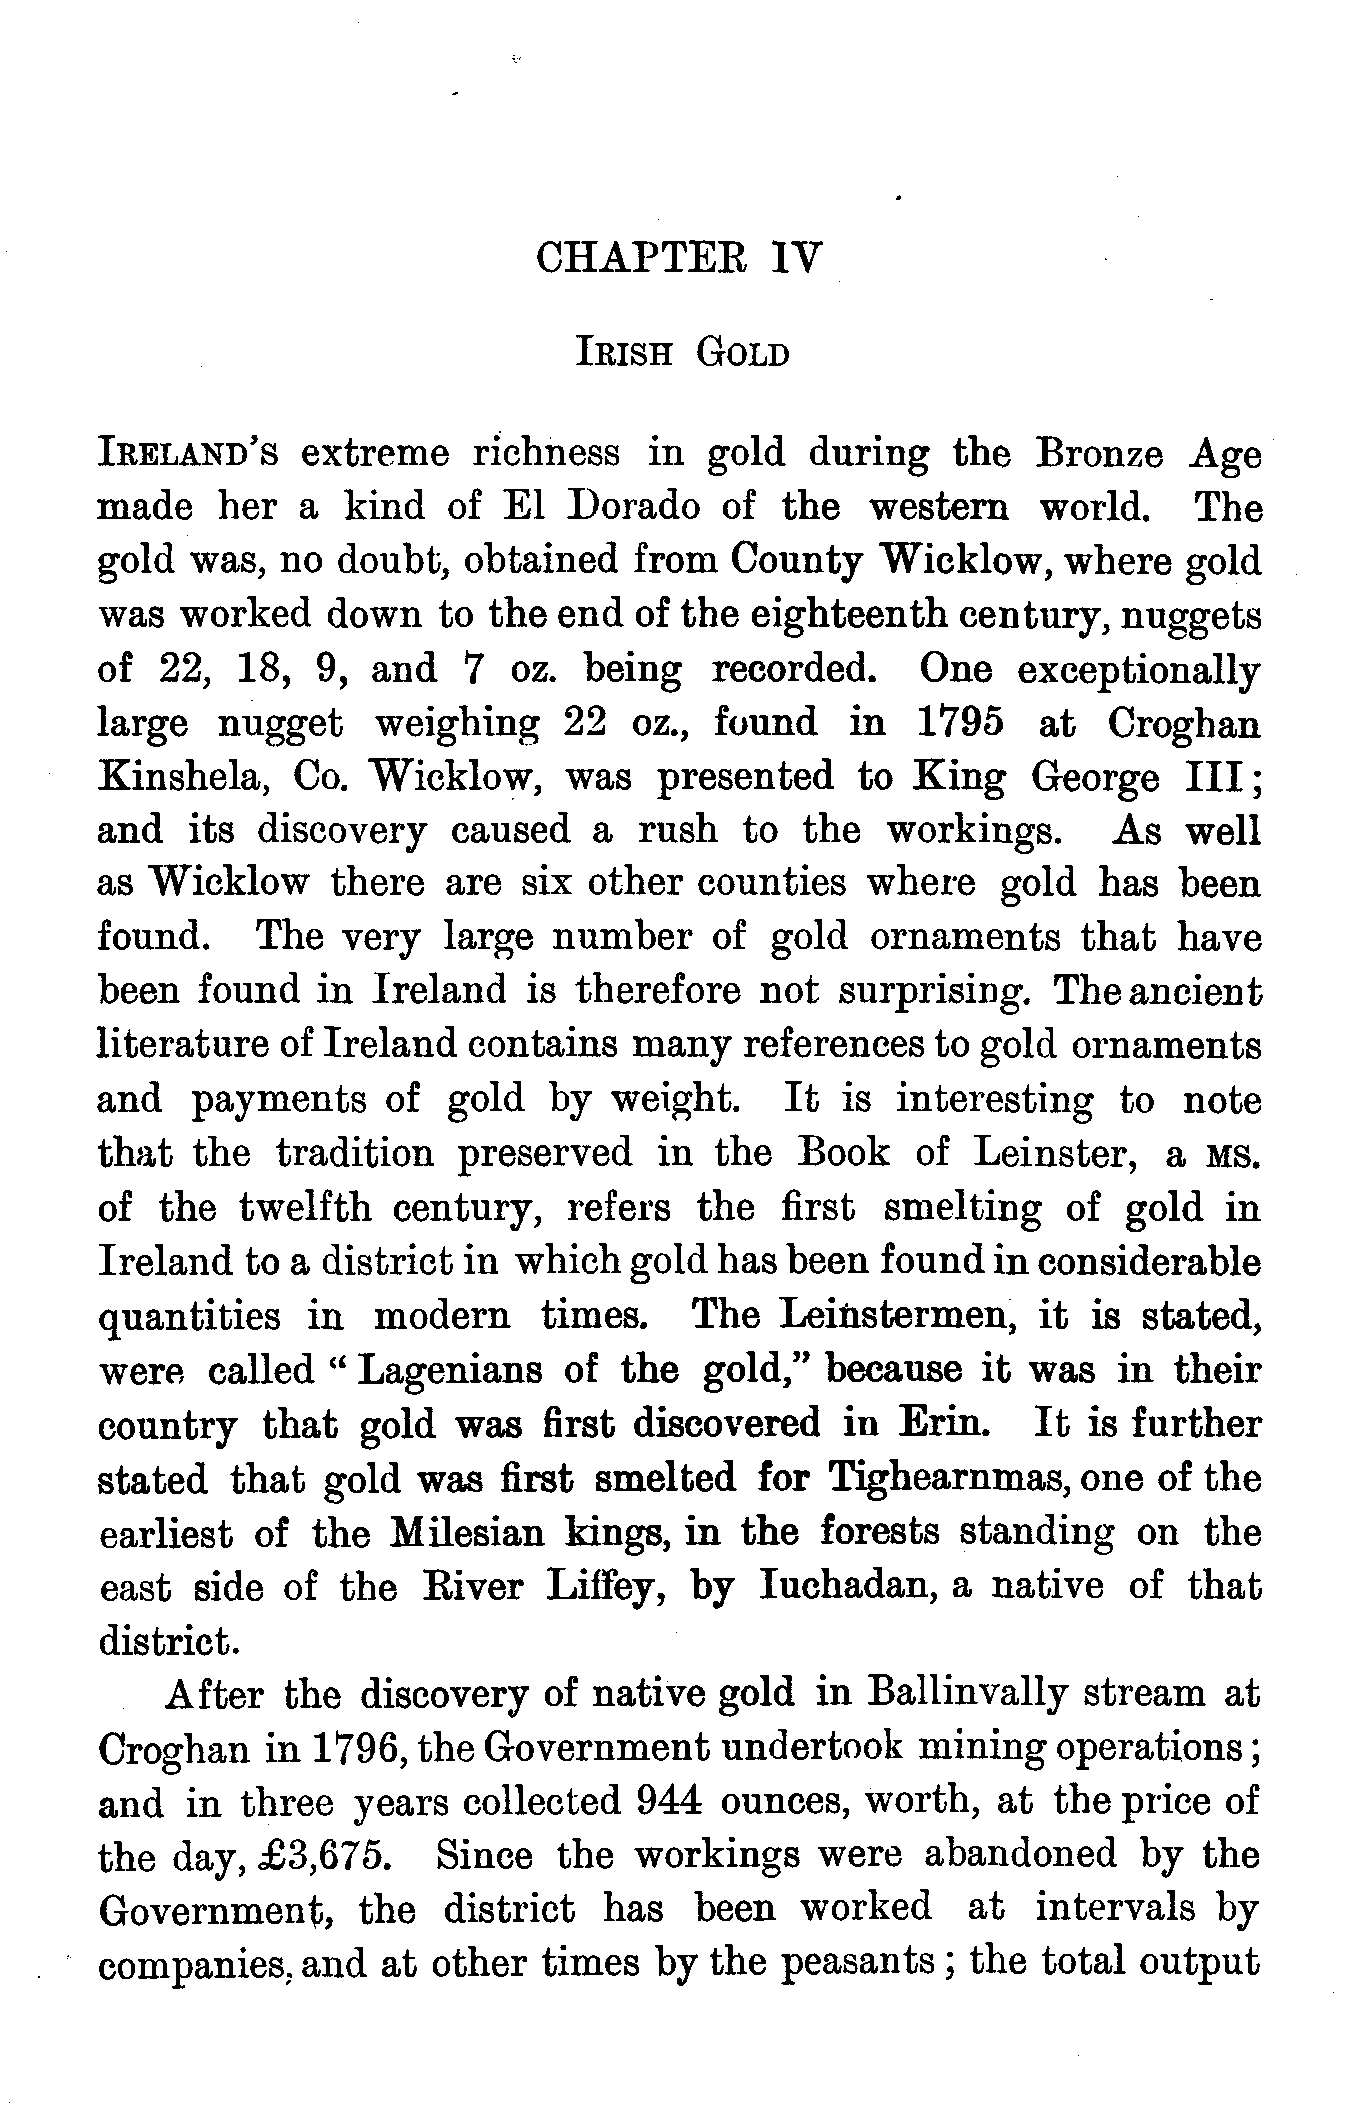 CHAPTER IV
Irish Gold
Ireland's extreme richness in gold during the Bronze Age
made her a kind of El Dorado of the western world. The
gold was, no doubt, obtained from County Wicklow, where gold
was worked down to the end of the eighteenth century, nuggets
of 22, 18, 9, and 7 oz. being recorded. One exceptionally
large nugget weighing 22 oz., found in 1795 at Croghan
Kinshela, Co. Wicklow, was presented to King George III;
and its discovery caused a rush to the workings. As well
as Wicklow there are six other counties where gold has been
found. The very large number of gold ornaments that have
been found in Ireland is therefore not surprising. The ancient
literature of Ireland contains many references to gold ornaments
and payments of gold by weight. It is interesting to note
that the tradition preserved in the Book of Leinster, a MS.
of the twelfth century, refers the first smelting of gold in
Ireland to a district in which gold has been found in considerable
quantities in modern times. The Leinstermen, it is stated,
were called "Lagenians of the gold," because it was in their
country that gold was first discovered in Erin. It is further
stated that gold was first smelted for Tighearnmas, one of the
earliest of the Milesian kings, in the forests standing on the
east side of the River Liffey, by Iuchadan, a native of that
district.
After the discovery of native gold in Ballinvally stream at
Croghan in 1796, the Government undertook mining operations;
and in three years collected 944 ounces, worth, at the price of
the day, £3,675. Since the workings were abandoned by the
Government, the district has been worked at intervals by
companies, and at other times by the peasants; the total output